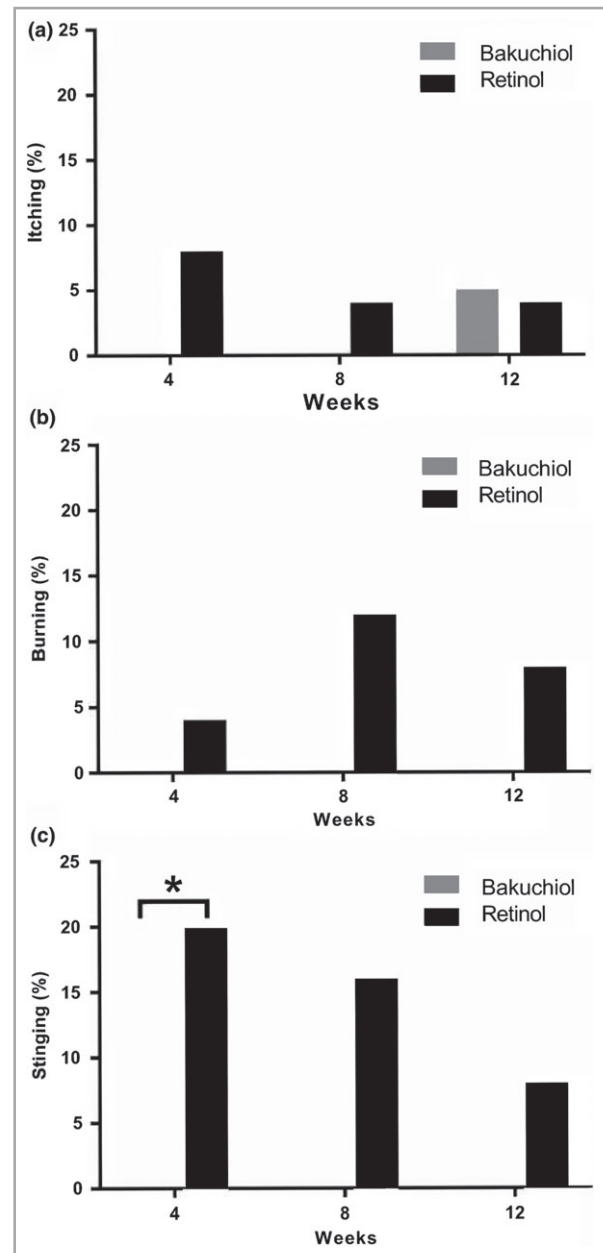 (a)
25
20
15
10
5
0
Itching (%)
Bakuchiol
Retinol
4 8 12
Weeks
(b)
25
20
15
10
5
0
Burning (%)
Bakuchiol
Retinol
4 8 12
Weeks
(c)
25
20
15
10
5
0
Stinging (%)
*
Bakuchiol
Retinol
4 8 12
Weeks